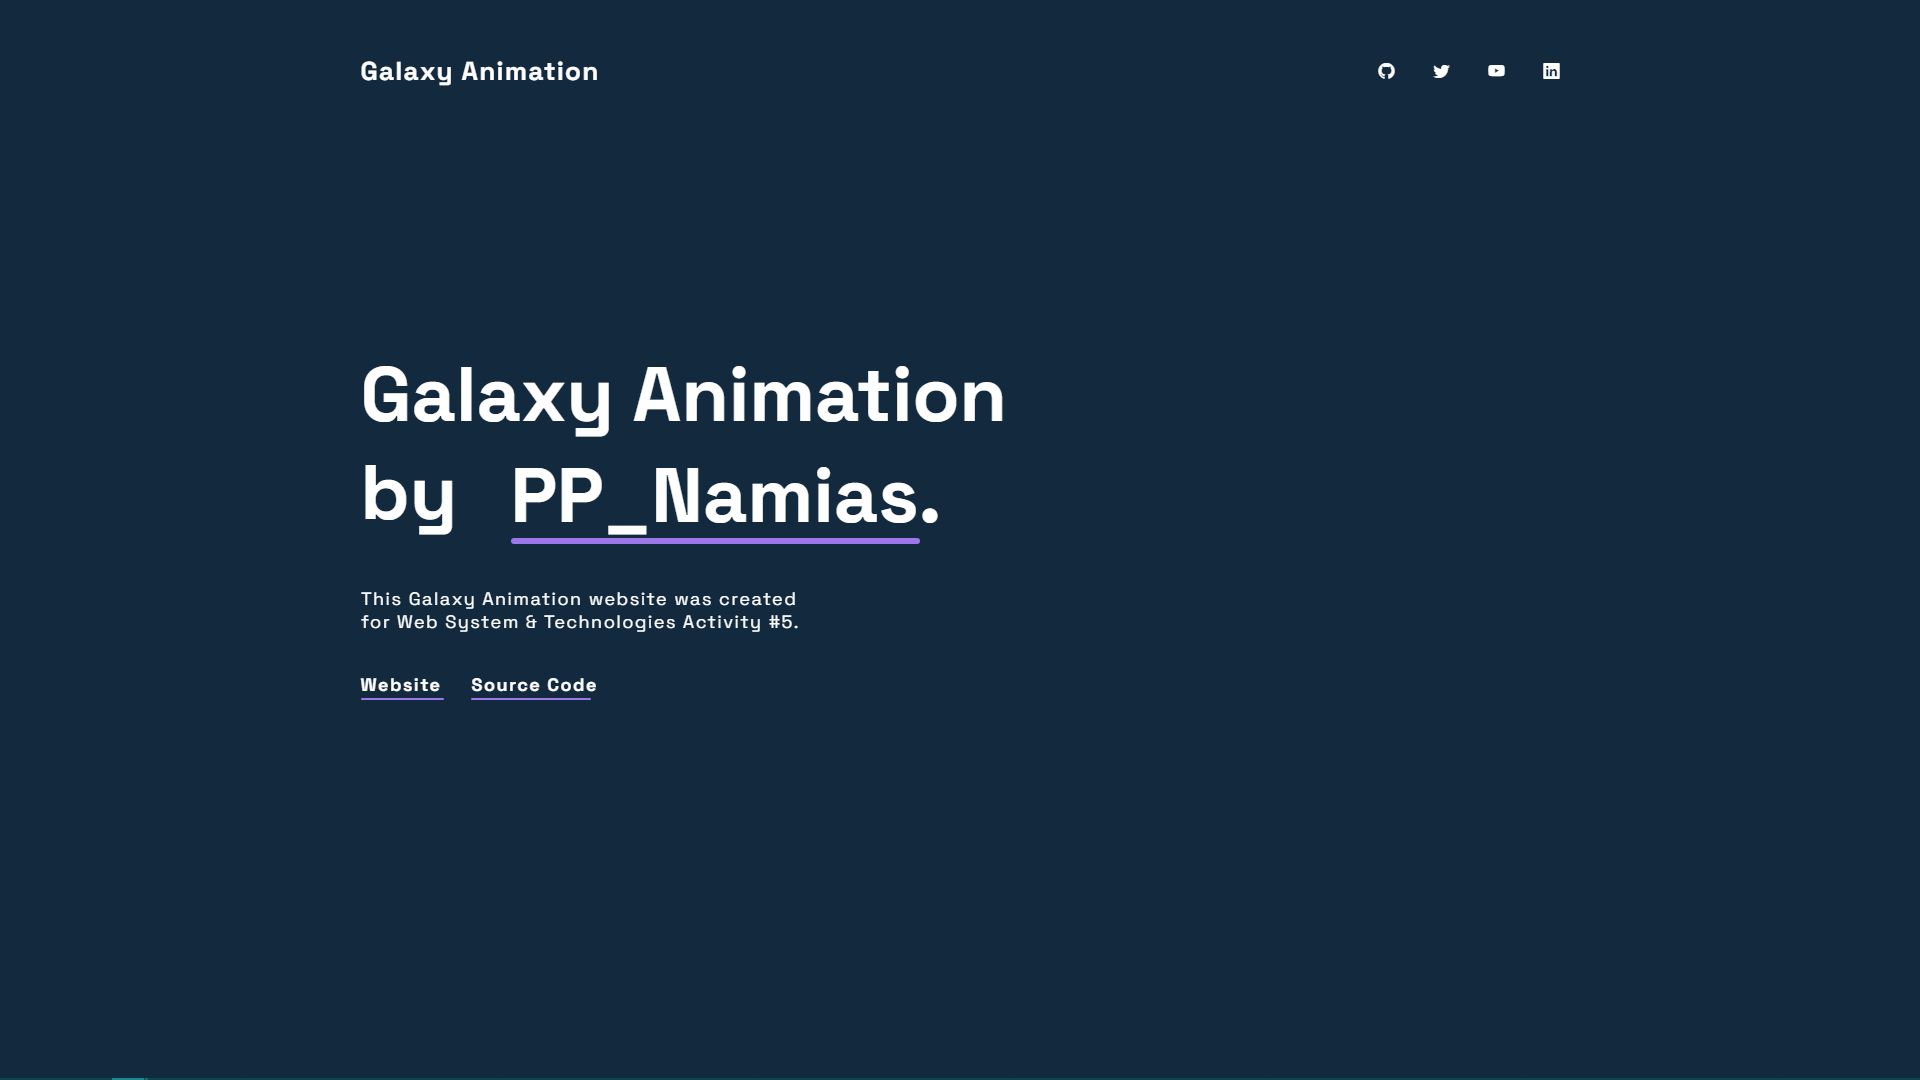 Galaxy Animation
Galaxy Animation
by PP_Namias.
This Galaxy Animation website was created
for Web System & Technologies Activity #5.
Website Source Code